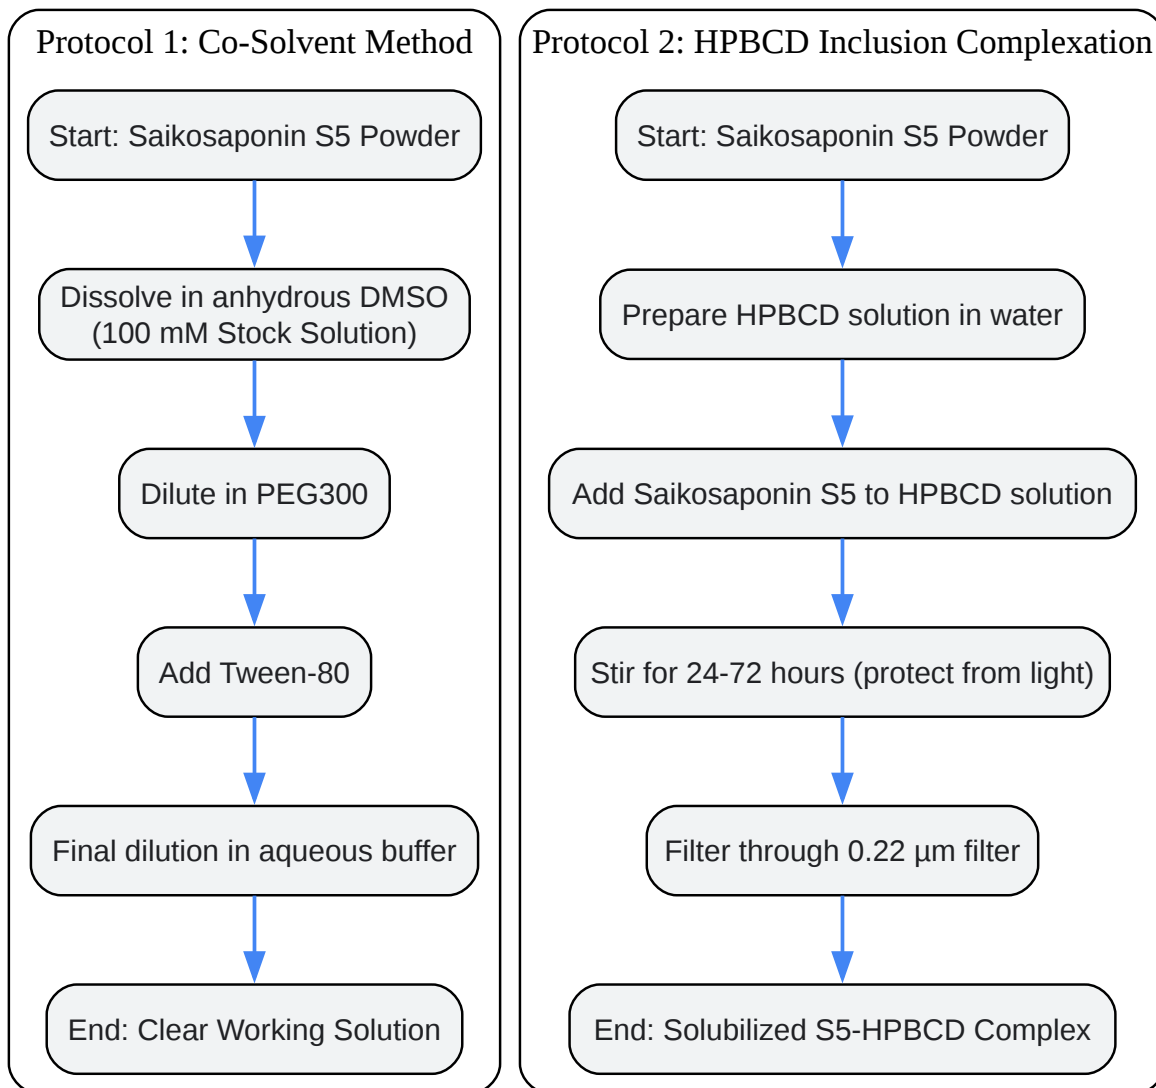 Protocol 1: Co-Solvent Method
Start: Saikosaponin S5 Powder
Dissolve in anhydrous DMSO
(100 mM Stock Solution)
Dilute in PEG300
Add Tween-80
Final dilution in aqueous buffer
End: Clear Working Solution
Protocol 2: HPBCD Inclusion Complexation
Start: Saikosaponin S5 Powder
Prepare HPBCD solution in water
Add Saikosaponin S5 to HPBCD solution
Stir for 24-72 hours (protect from light)
Filter through 0.22 µm filter
End: Solubilized S5-HPBCD Complex